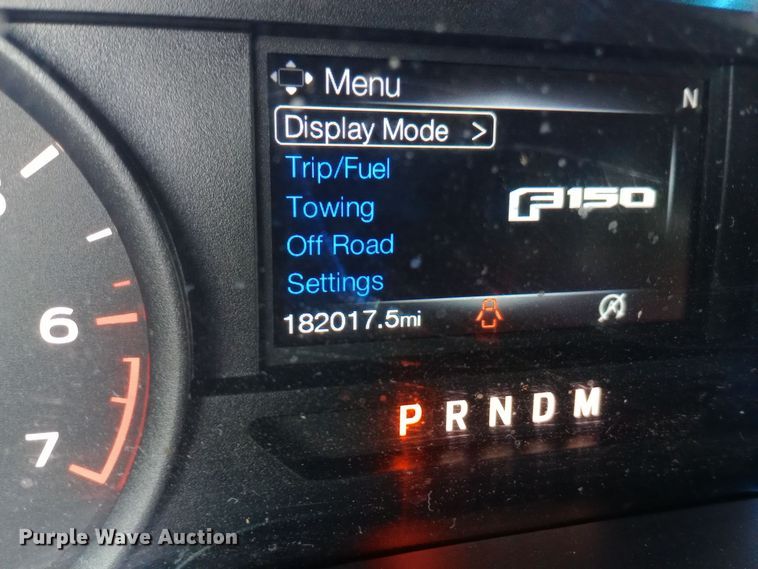 Menu
N
Display Mode >
Trip/Fuel
F150
Towing
Off Road
Settings
182017.5mi
6
7
P R N D M
Purple Wave Auction